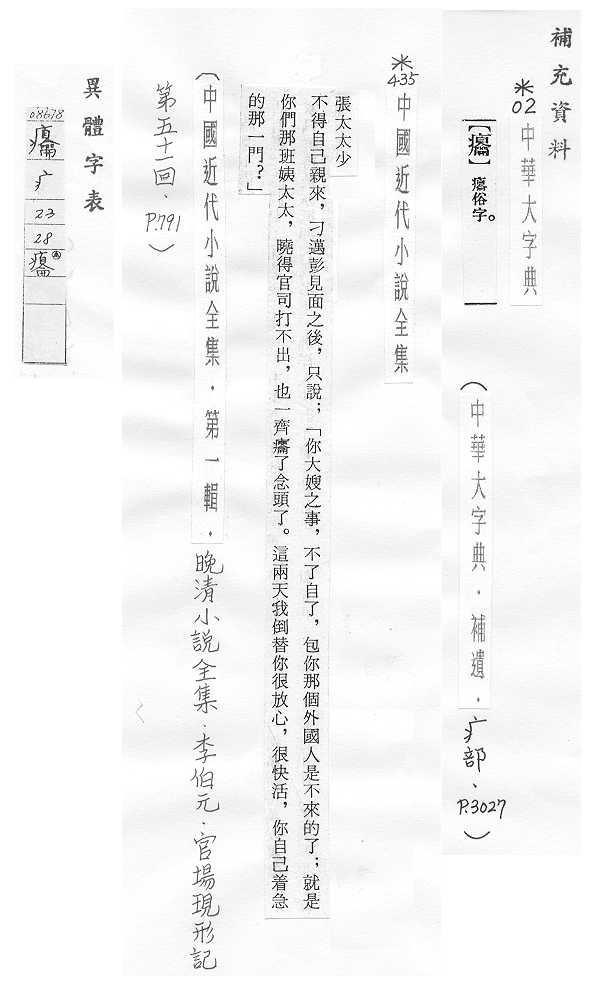 補充資料
*02
中華大字典
【】癟俗字。
(中華大字典．補遺．疒部、P.3027)
*435
中國近代小說全集
張太太少
不得自己親來，刁邁彭見面之後，只說；「你大嫂之事，不了自了，包你那個外國人是不來的了；就是
你們那班姨太太，曉得官司打不出，也一齊了念頭了。這兩天我倒替你很放心，很快活，你自己着急
的那一門？」
(中國近代小說全集．第一輯．晚清小說全集．李伯元．官場現形記
第五十一回、P.791)
異體字表
08678
疒
23
28